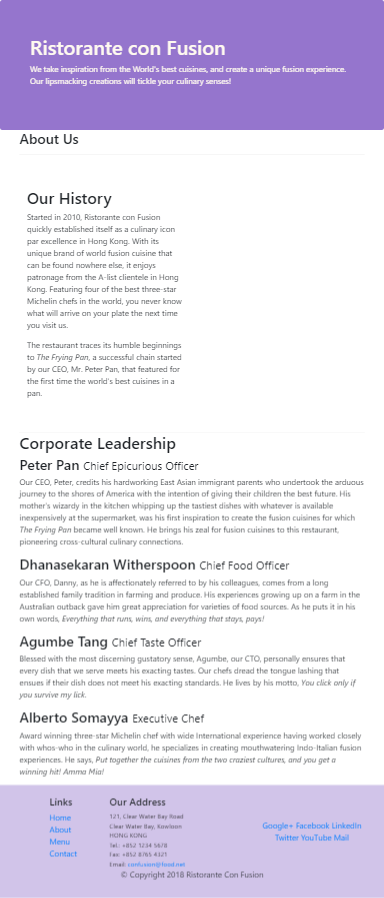 Ristorante con Fusion
We take inspiration from the World's best cuisines, and create a unique fusion experience.
Our lipsmacking creations will tickle your culinary senses!
About Us
Our History
Started in 2010, Ristorante con Fusion
quickly established itself as a culinary icon
par excellence in Hong Kong. With its
unique brand of world fusion cuisine that
can be found nowhere else, it enjoys
patronage from the A-list clientele in Hong
Kong. Featuring four of the best three-star
Michelin chefs in the world, you never know
what will arrive on your plate the next time
you visit us.
The restaurant traces its humble beginnings
to The Frying Pan, a successful chain started
by our CEO, Mr. Peter Pan, that featured for
the first time the world's best cuisines in a
pan.
Corporate Leadership
Peter Pan Chief Epicurious Officer
Our CEO, Peter, credits his hardworking East Asian immigrant parents who undertook the arduous
journey to the shores of America with the intention of giving their children the best future. His
mother's wizardy in the kitchen whipping up the tastiest dishes with whatever is available
inexpensively at the supermarket, was his first inspiration to create the fusion cuisines for which
The Frying Pan became well known. He brings his zeal for fusion cuisines to this restaurant,
pioneering cross-cultural culinary connections.
Dhanasekaran Witherspoon Chief Food Officer
Our CFO, Danny, as he is affectionately referred to by his colleagues, comes from a long
established family tradition in farming and produce. His experiences growing up on a farm in the
Australian outback gave him great appreciation for varieties of food sources. As he puts it in his
own words, Everything that runs, wins, and everything that stays, pays!
Agumbe Tang Chief Taste Officer
Blessed with the most discerning gustatory sense, Agumbe, our CTO, personally ensures that
every dish that we serve meets his exacting tastes. Our chefs dread the tongue lashing that
ensues if their dish does not meet his exacting standards. He lives by his motto, You click only if
you survive my lick.
Alberto Somayya Executive Chef
Award winning three-star Michelin chef with wide International experience having worked closely
with whos-who in the culinary world, he specializes in creating mouthwatering Indo-Italian fusion
experiences. He says, Put together the cuisines from the two craziest cultures, and you get a
winning hit! Amma Mia!
Links
Home
About
Menu
Contact
Our Address
121, Clear Water Bay Road
Clear Water Bay, Kowloon
HONG KONG
Tel.: +852 1234 5678
Fax: +852 8765 4321
Email: confusion@food.net
Google+ Facebook LinkedIn
Twitter YouTube Mail
© Copyright 2018 Ristorante Con Fusion